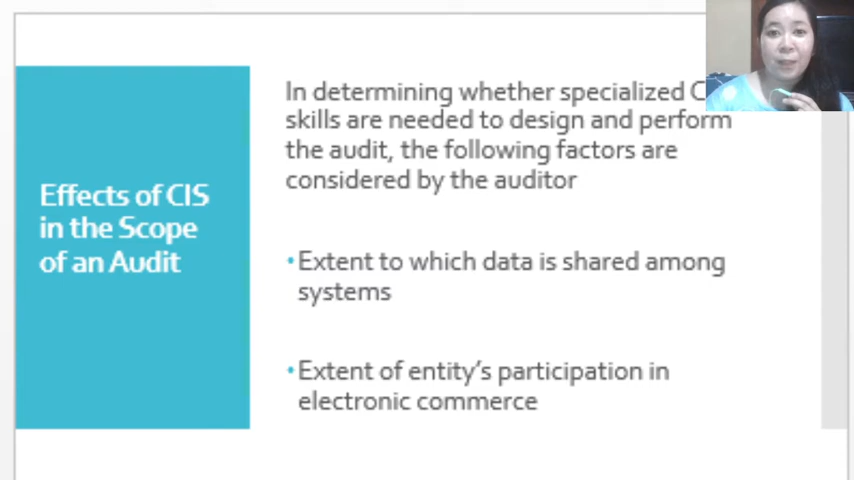 Effects of CIS
in the Scope
of an Audit
In determining whether specialized
skills are needed to design and perform
the audit, the following factors are
considered by the auditor
•Extent to which data is shared among
systems
•Extent of entity's participation in
electronic commerce